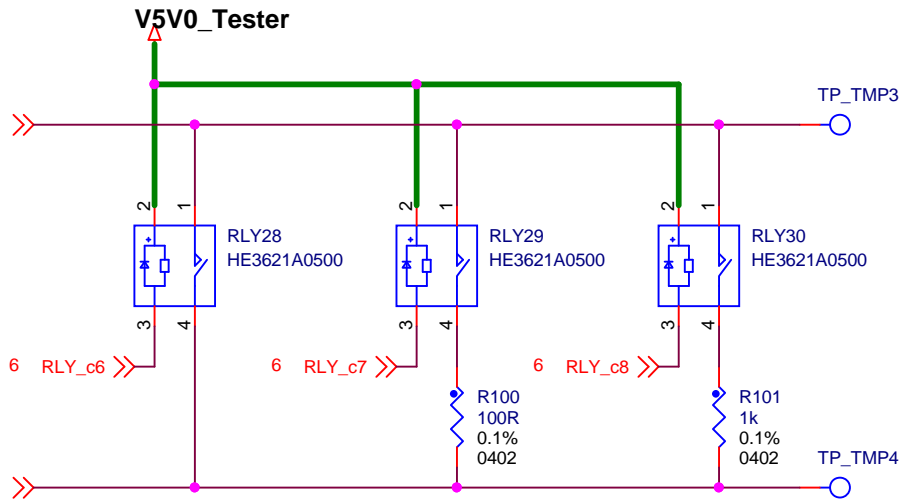 V5V0_Tester
TP_TMP3
2
1
RLY28
HE3621A0500
3
4
6
RLY_c6
2
1
RLY29
HE3621A0500
3
4
6
RLY_c7
R100
100R
0.1%
0402
2
1
RLY30
HE3621A0500
3
4
6
RLY_c8
R101
1k
0.1%
0402
TP_TMP4